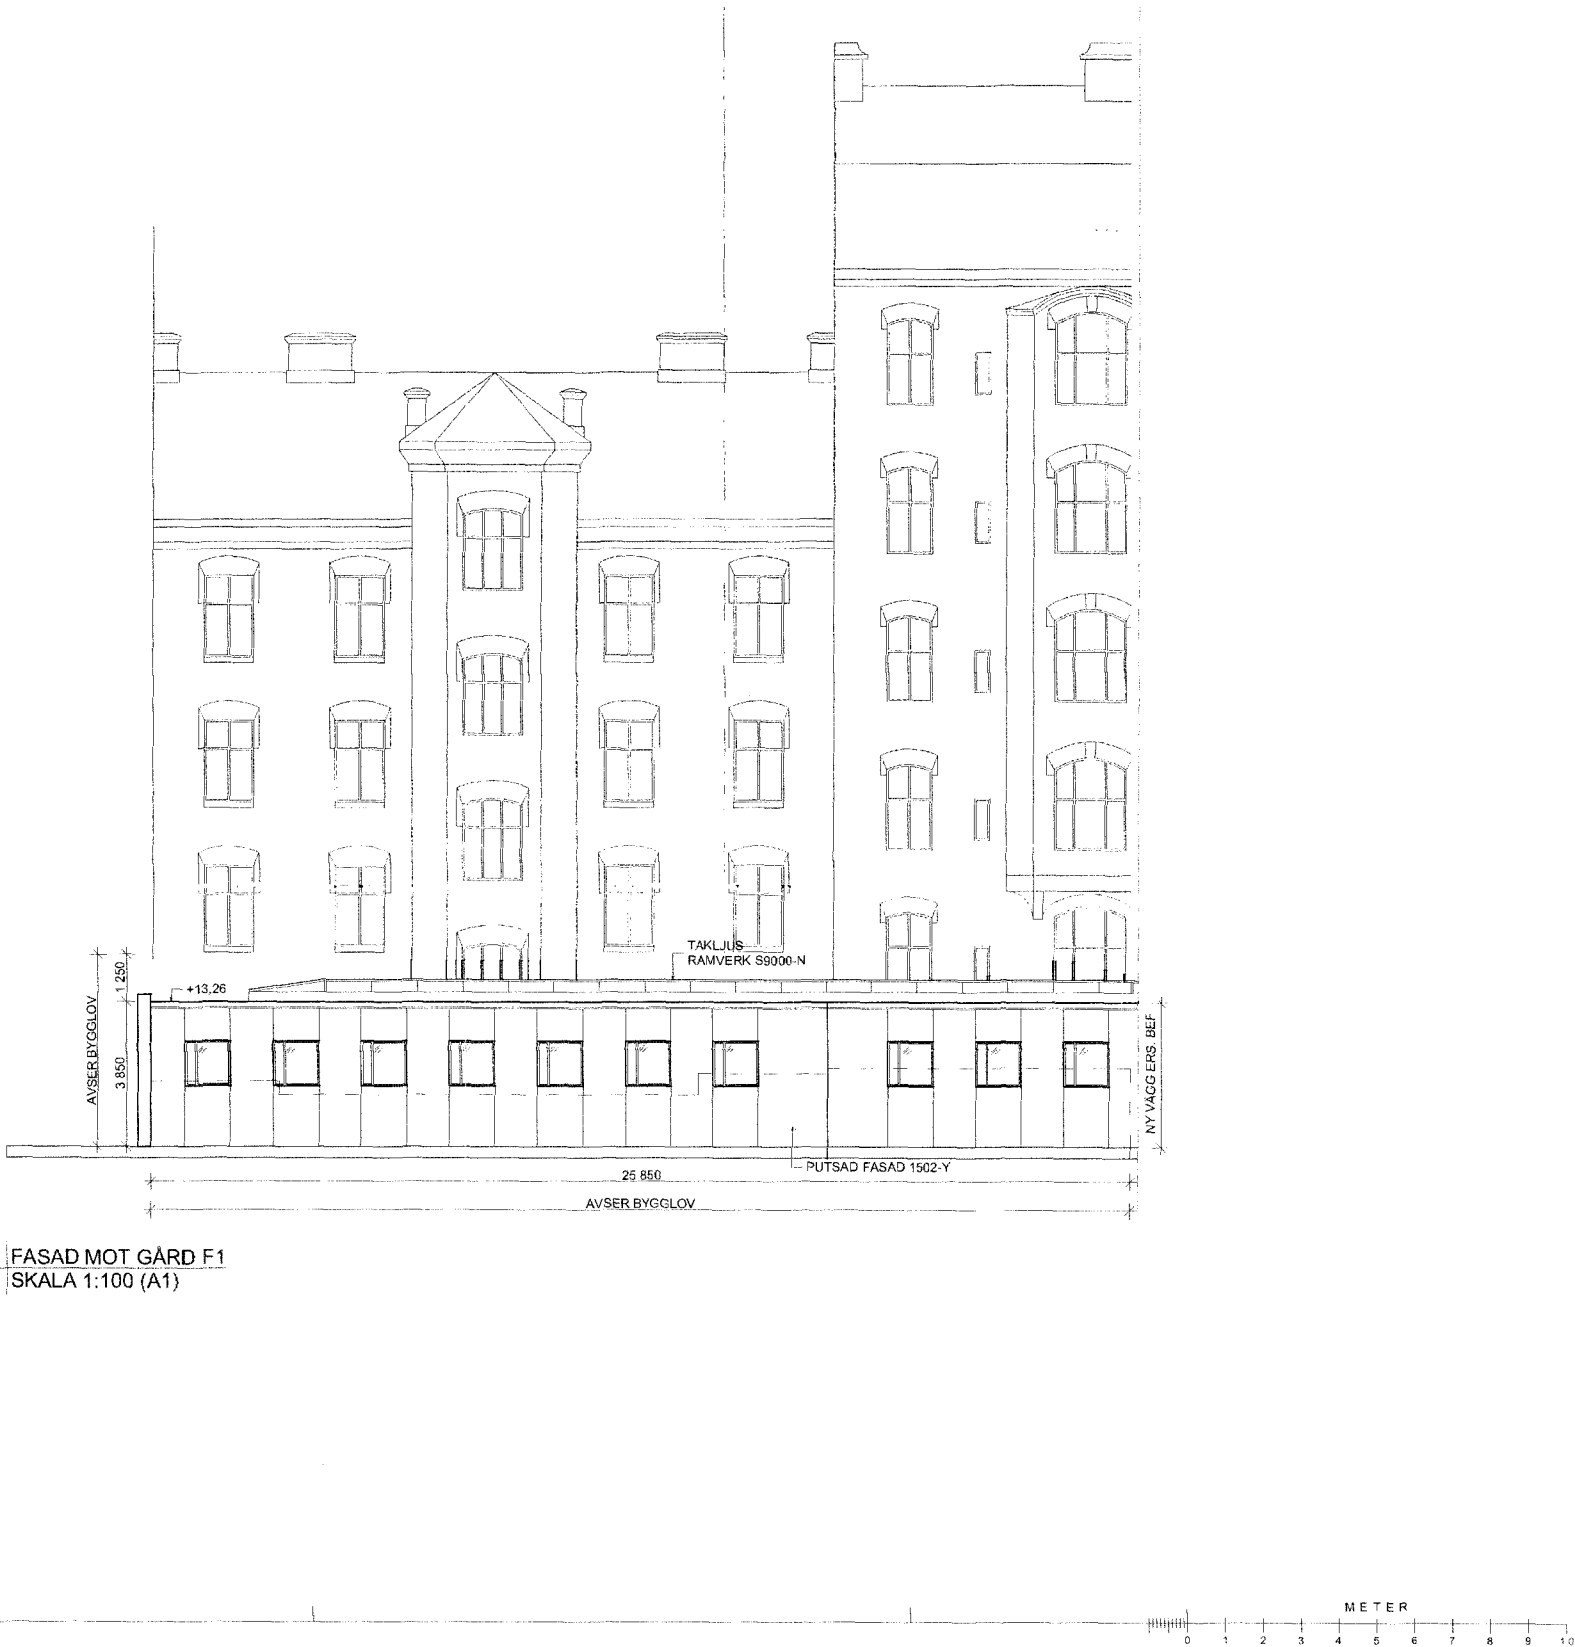 TAKLJUS
RAMVERK S9000-N
1 250
+13,26
AVSER BYGGLOV
3 850
NY VÄGG ERS. BEF
PUTSAD FASAD 1502-Y
25 850
AVSER BYGGLOV
FASAD MOT GÅRD F1
SKALA 1:100 (A1)
METER
0 1 2 3 4 5 6 7 8 9 10